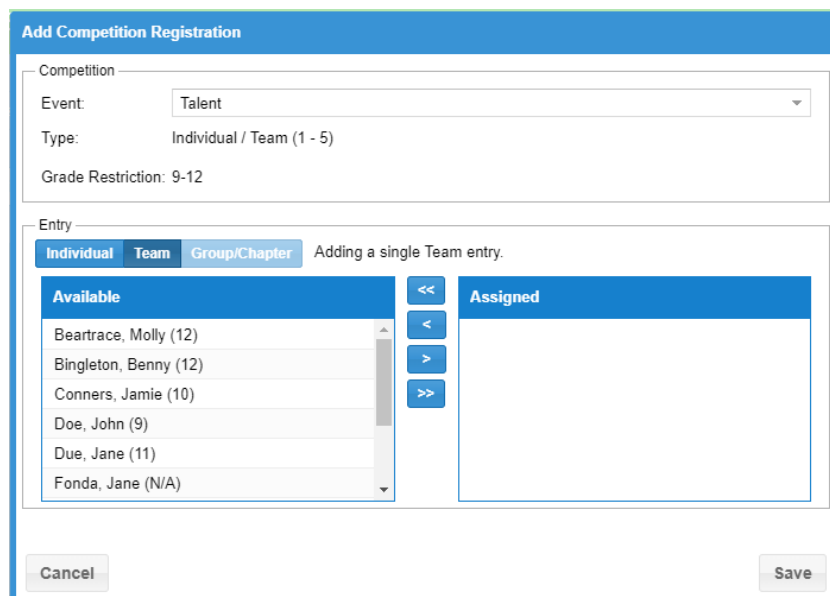 Add Competition Registration
Competition
Event: Talent
Type: Individual / Team (1 - 5)
Grade Restriction: 9-12
Entry
Individual Team Group/Chapter Adding a single Team entry.
Available << Assigned
Beartrace, Molly (12) <
Bingleton, Benny (12) >
Conners, Jamie (10) >>
Doe, John (9)
Due, Jane (11)
Fonda, Jane (N/A)
Cancel Save